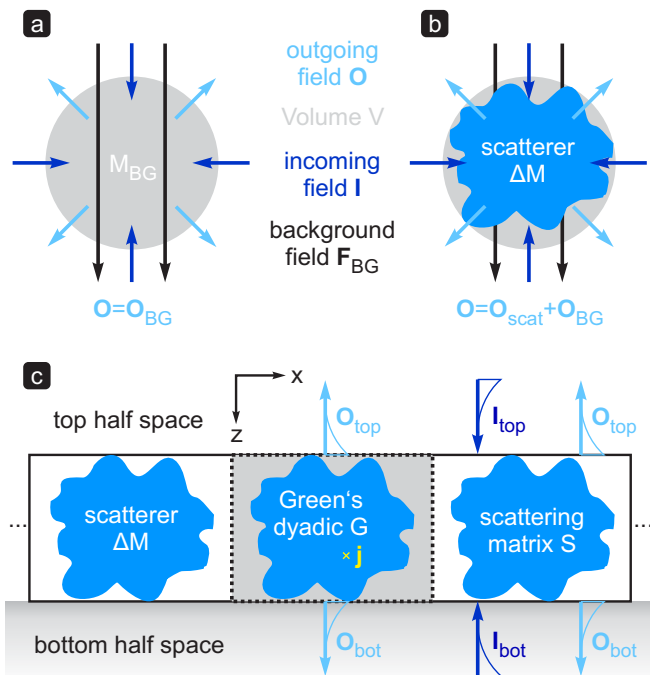 a
b
outgoing
field O
Volume V
incoming
field I
background
field F_BG
M_BG
scatterer
ΔM
O=O_BG
O=O_scat+O_BG
c
x
z
top half space
O_top
I_top
O_top
scatterer
ΔM
Green's
dyadic G
× j
scattering
matrix S
...
...
bottom half space
O_bot
I_bot
O_bot